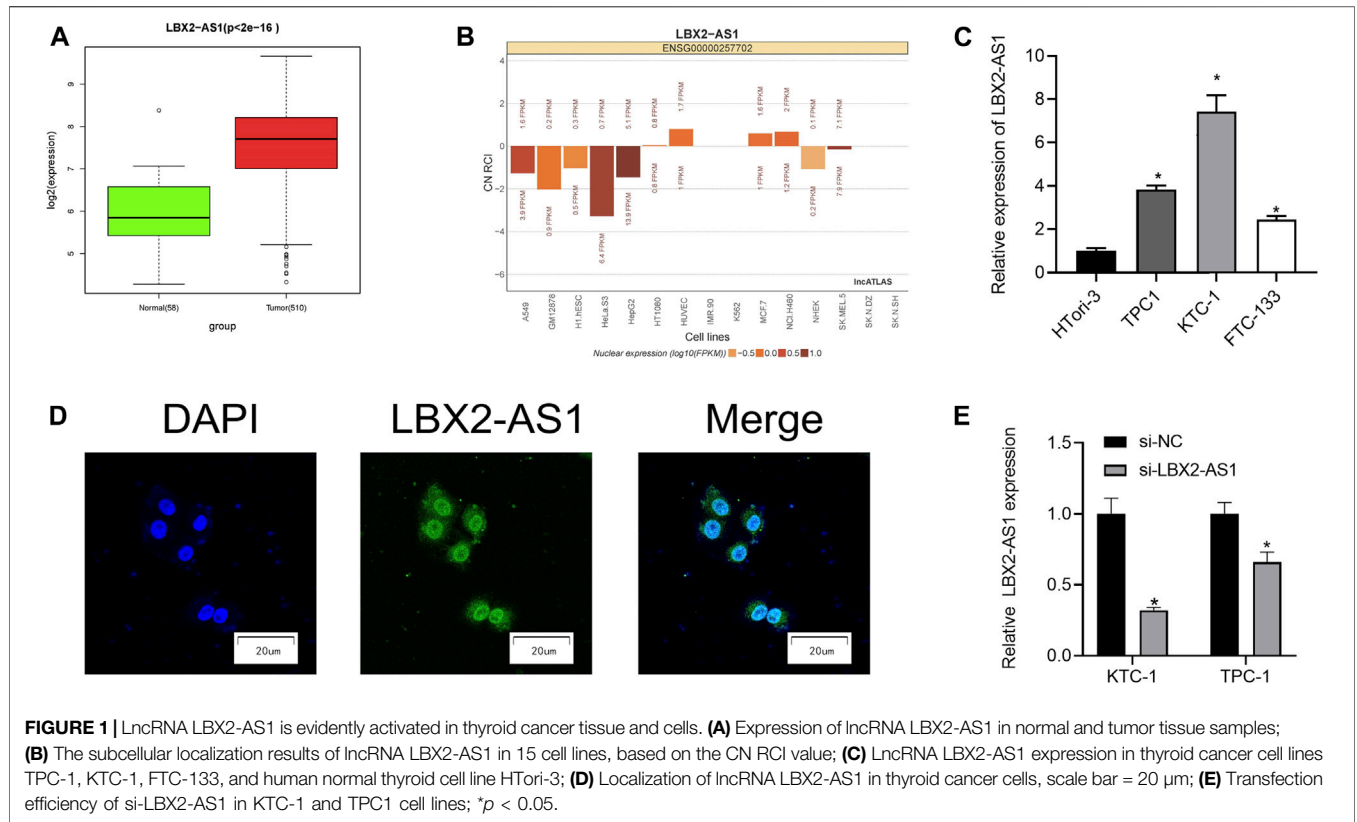 A
LBX2−AS1(p<2e−16 )
log2(expression)
9
8
7
6
5
Normal(58)
Tumor(510)
group
B
LBX2−AS1
ENSG00000257702
CN RCI
4
2
0
−2
−4
−6
1.6 FPKM
0.2 FPKM
0.3 FPKM
0.7 FPKM
5.1 FPKM
0.8 FPKM
1.7 FPKM
1.6 FPKM
2 FPKM
0.1 FPKM
7.1 FPKM
3.9 FPKM
0.9 FPKM
0.5 FPKM
6.4 FPKM
13.9 FPKM
0.8 FPKM
1 FPKM
1 FPKM
1.2 FPKM
0.2 FPKM
7.9 FPKM
lncATLAS
A549
GM12878
H1.hESC
HeLa.S3
HepG2
HT1080
HUVEC
IMR.90
K562
MCF.7
NCI.H460
NHEK
SK.MEL.5
SK.N.DZ
SK.N.SH
Cell lines
Nuclear expression (log10(FPKM)) −0.5 0.0 0.5 1.0
C
Relative expression of LBX2-AS1
10
8
6
4
2
0
*
*
*
HTori-3
TPC1
KTC-1
FTC-133
D
DAPI
LBX2-AS1
Merge
20um
20um
20um
E
Relative LBX2-AS1 expression
1.5
1.0
0.5
0.0
si-NC
si-LBX2-AS1
*
*
KTC-1
TPC-1
FIGURE 1 | LncRNA LBX2-AS1 is evidently activated in thyroid cancer tissue and cells. (A) Expression of lncRNA LBX2-AS1 in normal and tumor tissue samples;
(B) The subcellular localization results of lncRNA LBX2-AS1 in 15 cell lines, based on the CN RCI value; (C) LncRNA LBX2-AS1 expression in thyroid cancer cell lines
TPC-1, KTC-1, FTC-133, and human normal thyroid cell line HTori-3; (D) Localization of lncRNA LBX2-AS1 in thyroid cancer cells, scale bar = 20 μm; (E) Transfection
efficiency of si-LBX2-AS1 in KTC-1 and TPC1 cell lines; *p < 0.05.